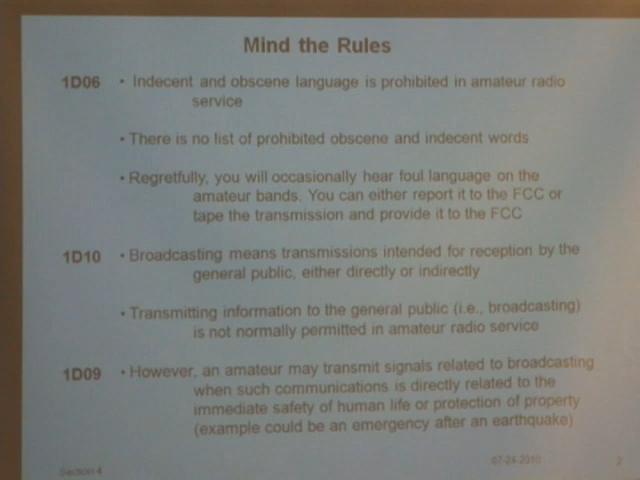 Mind the Rules
1D06 • Indecent and obscene language is prohibited in amateur radio
service
• There is no list of prohibited obscene and indecent words
• Regretfully, you will occasionally hear foul language on the
amateur bands. You can either report it to the FCC or
tape the transmission and provide it to the FCC
1D10 • Broadcasting means transmissions intended for reception by the
general public, either directly or indirectly
• Transmitting information to the general public (i.e., broadcasting)
is not normally permitted in amateur radio service
1D09 • However, an amateur may transmit signals related to broadcasting
when such communications is directly related to the
immediate safety of human life or protection of property
(example could be an emergency after an earthquake)
Section 4 07-24-2010 2